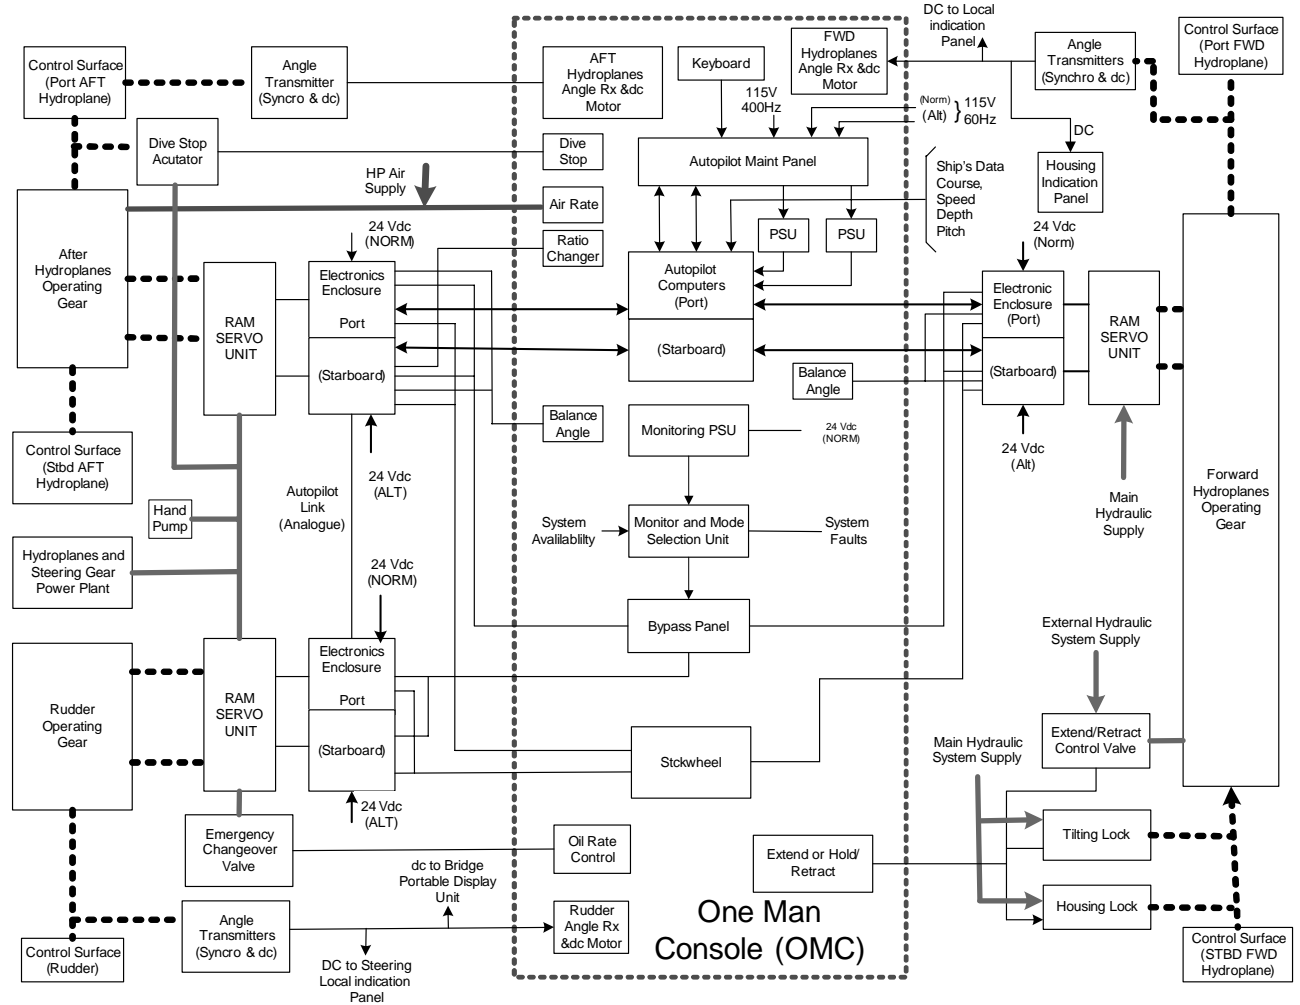 Control Surface
(Port AFT
Hydroplane)
Angle
Transmitter
(Syncro & dc)
AFT
Hydroplanes
Angle Rx &dc
Motor
Keyboard
115V
400Hz
FWD
Hydroplanes
Angle Rx &dc
Motor
DC to Local
indication
Panel
Angle
Transmitters
(Synchro & dc)
Control Surface
(Port FWD
Hydroplane)
(Norm)
(Alt)
} 115V
60Hz
DC
Dive Stop
Acutator
Dive
Stop
Autopilot Maint Panel
Housing
Indication
Panel
HP Air
Supply
Ship's Data
Course,
Speed
Depth
Pitch
Air Rate
24 Vdc
(NORM)
Ratio
Changer
PSU
PSU
24 Vdc
(Norm)
After
Hydroplanes
Operating
Gear
RAM
SERVO
UNIT
Electronics
Enclosure
Port
(Starboard)
Autopilot
Computers
(Port)
(Starboard)
Electronic
Enclosure
(Port)
(Starboard)
RAM
SERVO
UNIT
Balance
Angle
Balance
Angle
Monitoring PSU
24 Vdc
(NORM)
24 Vdc
(Alt)
Control Surface
(Stbd AFT
Hydroplane)
24 Vdc
(ALT)
Autopilot
Link
(Analogue)
Forward
Hydroplanes
Operating
Gear
Main
Hydraulic
Supply
Hand
Pump
System
Availablilty
Monitor and Mode
Selection Unit
System
Faults
Hydroplanes and
Steering Gear
Power Plant
24 Vdc
(NORM)
Bypass Panel
External Hydraulic
System Supply
Rudder
Operating
Gear
RAM
SERVO
UNIT
Electronics
Enclosure
Port
(Starboard)
Stckwheel
Main Hydraulic
System Supply
Extend/Retract
Control Valve
24 Vdc
(ALT)
Emergency
Changeover
Valve
Oil Rate
Control
Extend or Hold/
Retract
Tilting Lock
dc to Bridge
Portable Display
Unit
Housing Lock
Angle
Transmitters
(Syncro & dc)
Rudder
Angle Rx
&dc Motor
One Man
Console (OMC)
Control Surface
(Rudder)
DC to Steering
Local indication
Panel
Control Surface
(STBD FWD
Hydroplane)